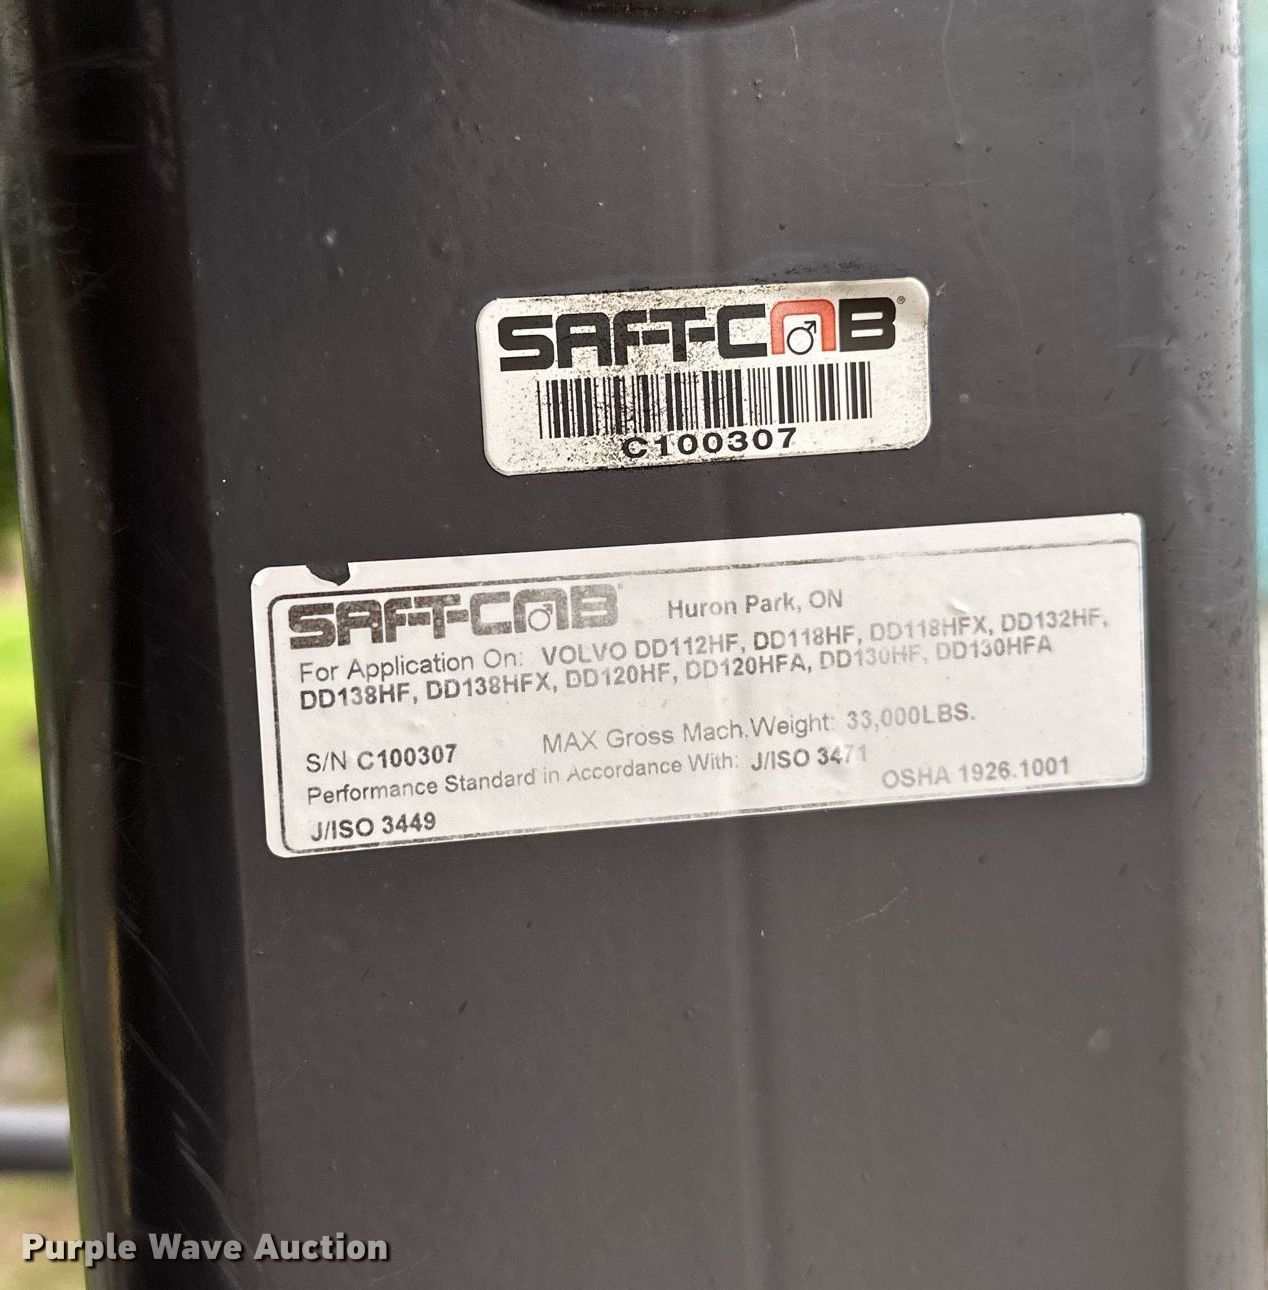 SAFT-CAB®
C100307
SAFT-CAB
Huron Park, ON
For Application On: VOLVO DD112HF, DD118HF, DD118HFX, DD132HF,
DD138HF, DD138HFX, DD120HF, DD120HFA, DD130HF, DD130HFA
S/N C100307 MAX Gross Mach.Weight: 33,000LBS.
Performance Standard in Accordance With: J/ISO 3471
J/ISO 3449 OSHA 1926.1001
Purple Wave Auction